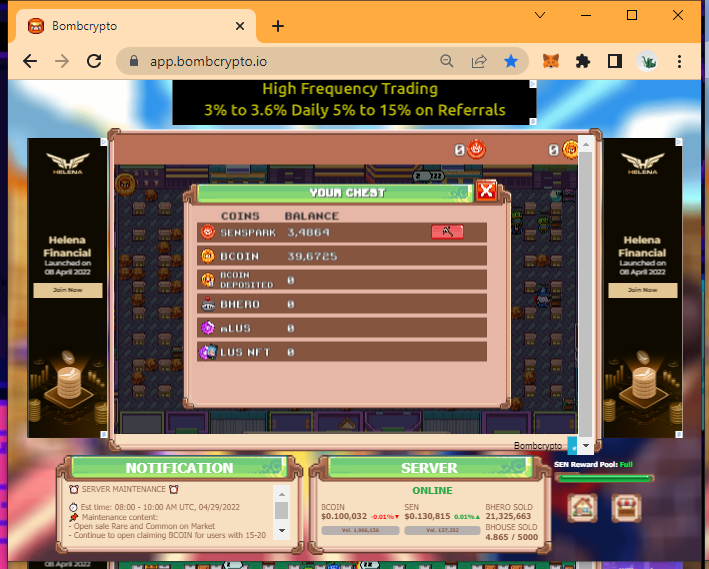 Bombcrypto
app.bombcrypto.io
High Frequency Trading
3% to 3.6% Daily 5% to 15% on Referrals
0 0
HELENA
Helena
Financial
Launched on
08 April 2022
Join Now
YOUR CHEST
COINS BALANCE
SENSPARK 3,4864
BCOIN 39,6725
BCOIN
DEPOSITED 0
BHERO 0
mLUS 0
LUS NFT 0
HELENA
Helena
Financial
Launched on
08 April 2022
Join Now
Bombcrypto
NOTIFICATION
SERVER MAINTENANCE
Est time: 08:00 - 10:00 AM UTC, 04/29/2022
Maintenance content:
- Open sale Rare and Common on Market
- Continue to open claiming BCOIN for users with 15-20
SERVER
ONLINE
BCOIN
$0.100,032 -0.01%▼
SEN
$0.130,815 0.01%▲
BHERO SOLD
21,325,663
BHOUSE SOLD
4.865 / 5000
SEN Reward Pool: Full